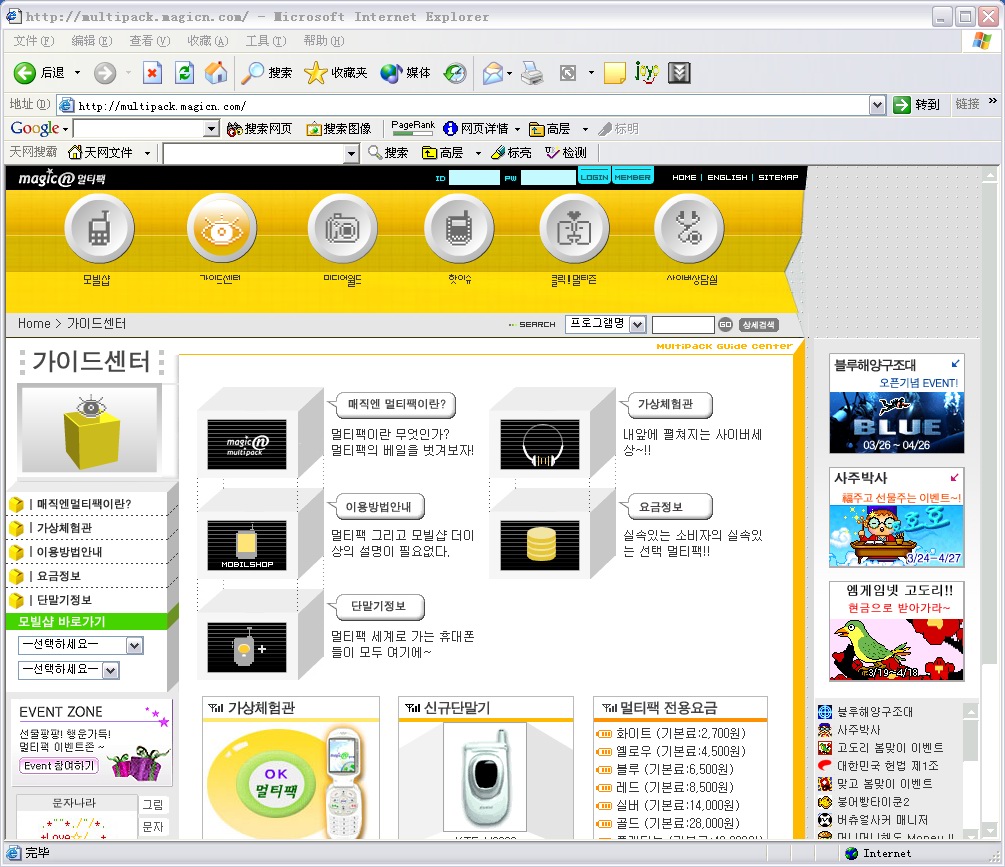 http://multipack.magicn.com/ - Microsoft Internet Explorer
文件(F) 编辑(E) 查看(V) 收藏(A) 工具(T) 帮助(H)
后退 搜索 收藏夹 媒体
地址(D) http://multipack.magicn.com/ 转到 链接 »
Google 搜索网页 搜索图像 PageRank 网页详情 高层 标明
天网搜霸 天网文件 搜索 高层 标亮 检测
magic@n 멀티팩 ID PW LOGIN MEMBER HOME | ENGLISH | SITEMAP
모빌샵 가이드센터 미디어월드 핫이슈 클릭!멀티존 사이버상담실
Home > 가이드센터 SEARCH 프로그램명 GO 상세검색
MULTIPACK GUIDE CENTER
가이드센터
매직엔멀티팩이란?
가상체험관
이용방법안내
요금정보
단말기정보
모빌샵 바로가기
—선택하세요—
—선택하세요—
EVENT ZONE
선물팡팡! 행운가득!
멀티팩 이벤트존 ~
Event 참여하기
문자나라 그림
문자
+Love
magic n
multipack
매직엔 멀티팩이란?
멀티팩이란 무엇인가?
멀티팩의 베일을 벗겨보자!
가상체험관
내앞에 펼쳐지는 사이버세
상~!!
MOBILSHOP
이용방법안내
멀티팩 그리고 모빌샵 더이
상의 설명이 필요없다.
요금정보
실속있는 소비자의 실속있
는 선택 멀티팩!!
단말기정보
멀티팩 세계로 가는 휴대폰
들이 모두 여기에~
가상체험관
OK
멀티팩
신규단말기
멀티팩 전용요금
화이트 (기본료:2,700원)
옐로우 (기본료:4,500원)
블루 (기본료:6,500원)
레드 (기본료:8,500원)
실버 (기본료:14,000원)
골드 (기본료:28,000원)
블루해양구조대
오픈기념 EVENT!
BLUE
03/26 ~ 04/26
사주박사
福주고 선물주는 이벤트~!
3/24~4/27
엠게임넷 고도리!!
현금으로 받아가라~
3/19~4/18
블루해양구조대
사주박사
고도리 봄맞이 이벤트
대한민국 헌법 제1조
맞고 봄맞이 이벤트
붕어빵타이쿤2
버츄얼사커 매니저
完毕 Internet